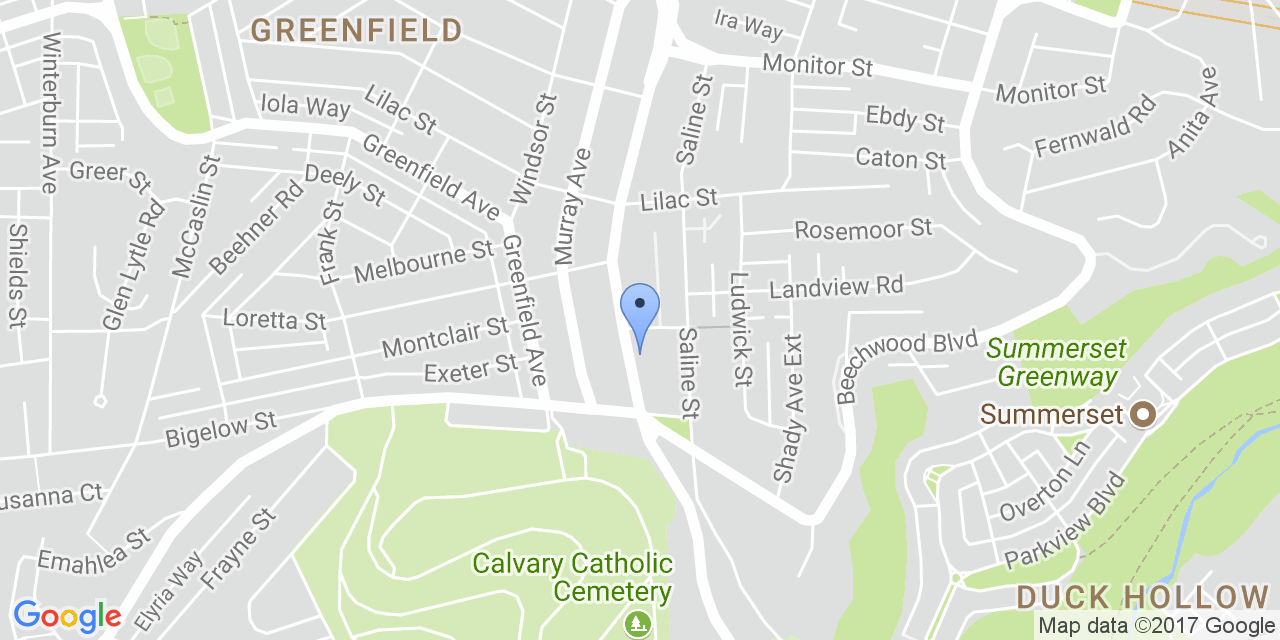 GREENFIELD
Ira Way
Monitor St
Monitor St
Winterburn Ave
Iola Way
Lilac St
Windsor St
Saline St
Ebdy St
Fernwald Rd
Anita Ave
Greenfield Ave
Murray Ave
Caton St
Greer St
McCaslin St
Deely St
Lilac St
Beehner Rd
Frank St
Rosemoor St
Shields St
Glen Lytle Rd
Melbourne St
Greenfield Ave
Landview Rd
Ludwick St
Loretta St
Montclair St
Saline St
Shady Ave Ext
Beechwood Blvd
Exeter St
Summerset
Greenway
Summerset
Bigelow St
usanna Ct
Overton Ln
Parkview Blvd
Emahlea St
Frayne St
Elyria Way
Calvary Catholic
Cemetery
DUCK HOLLOW
Google
Map data ©2017 Google